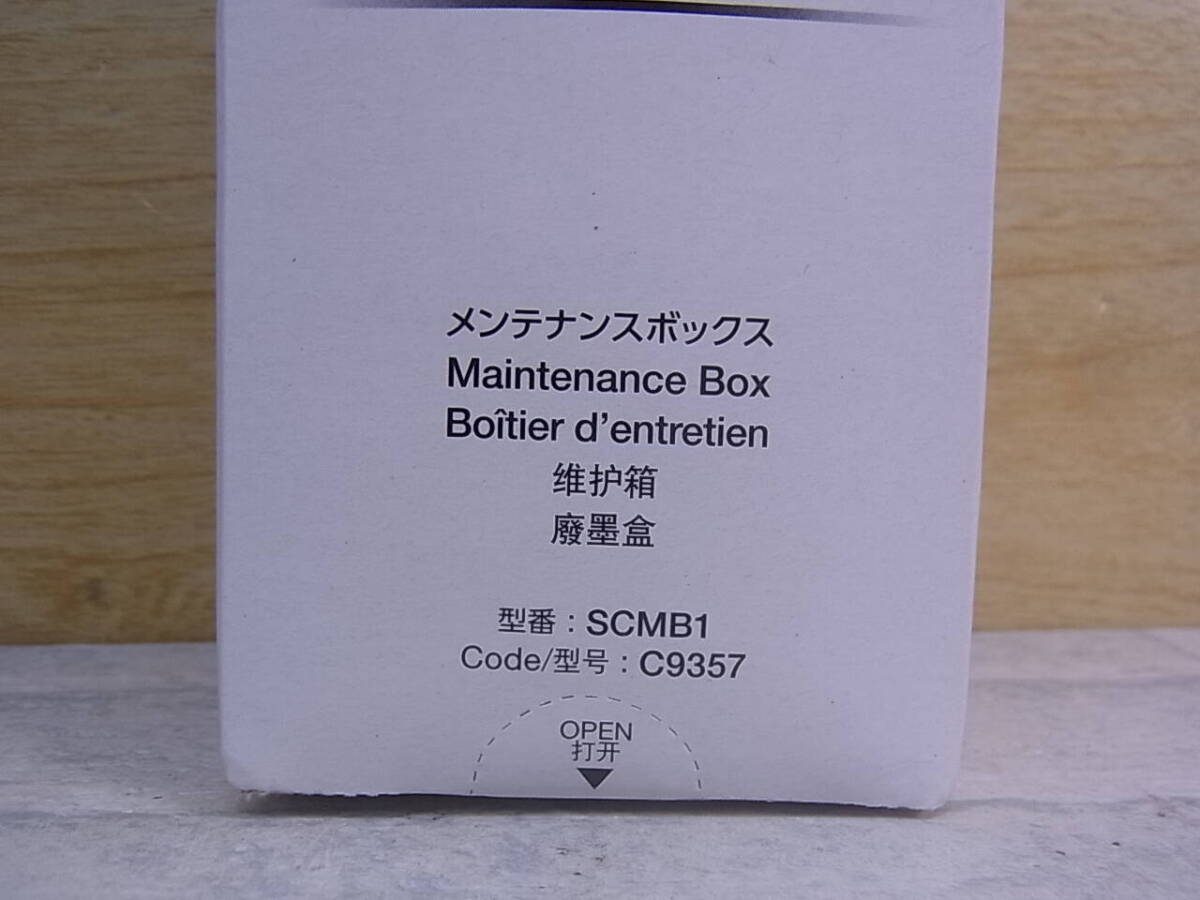 メンテナンスボックス
Maintenance Box
Boîtier d'entretien
维护箱
廢墨盒
型番 : SCMB1
Code/型号 : C9357
OPEN
打开